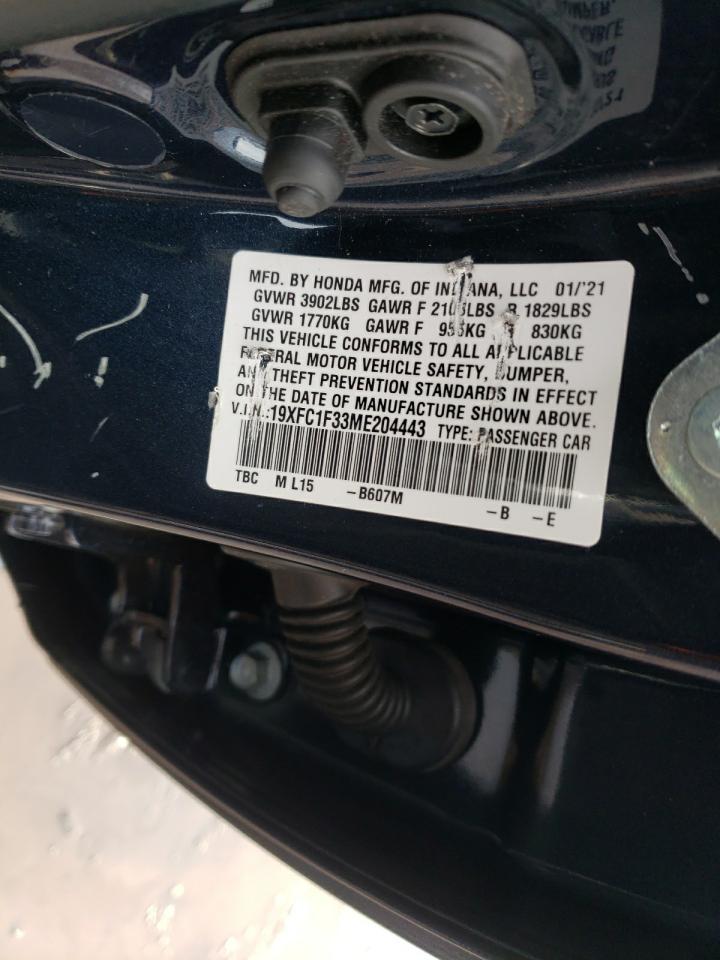 MFD. BY HONDA MFG. OF INDIANA, LLC 01/'21
GVWR 3902LBS GAWR F LBS R 1829LBS
GVWR 1770KG GAWR F KG 830KG
THIS VEHICLE CONFORMS TO ALL APPLICABLE
FEDERAL MOTOR VEHICLE SAFETY, BUMPER,
AND THEFT PREVENTION STANDARDS IN EFFECT
ON THE DATE OF MANUFACTURE SHOWN ABOVE.
V.I.N.:19XFC1F33ME204443 TYPE: PASSENGER CAR
TBC M L15 -B607M -B -E